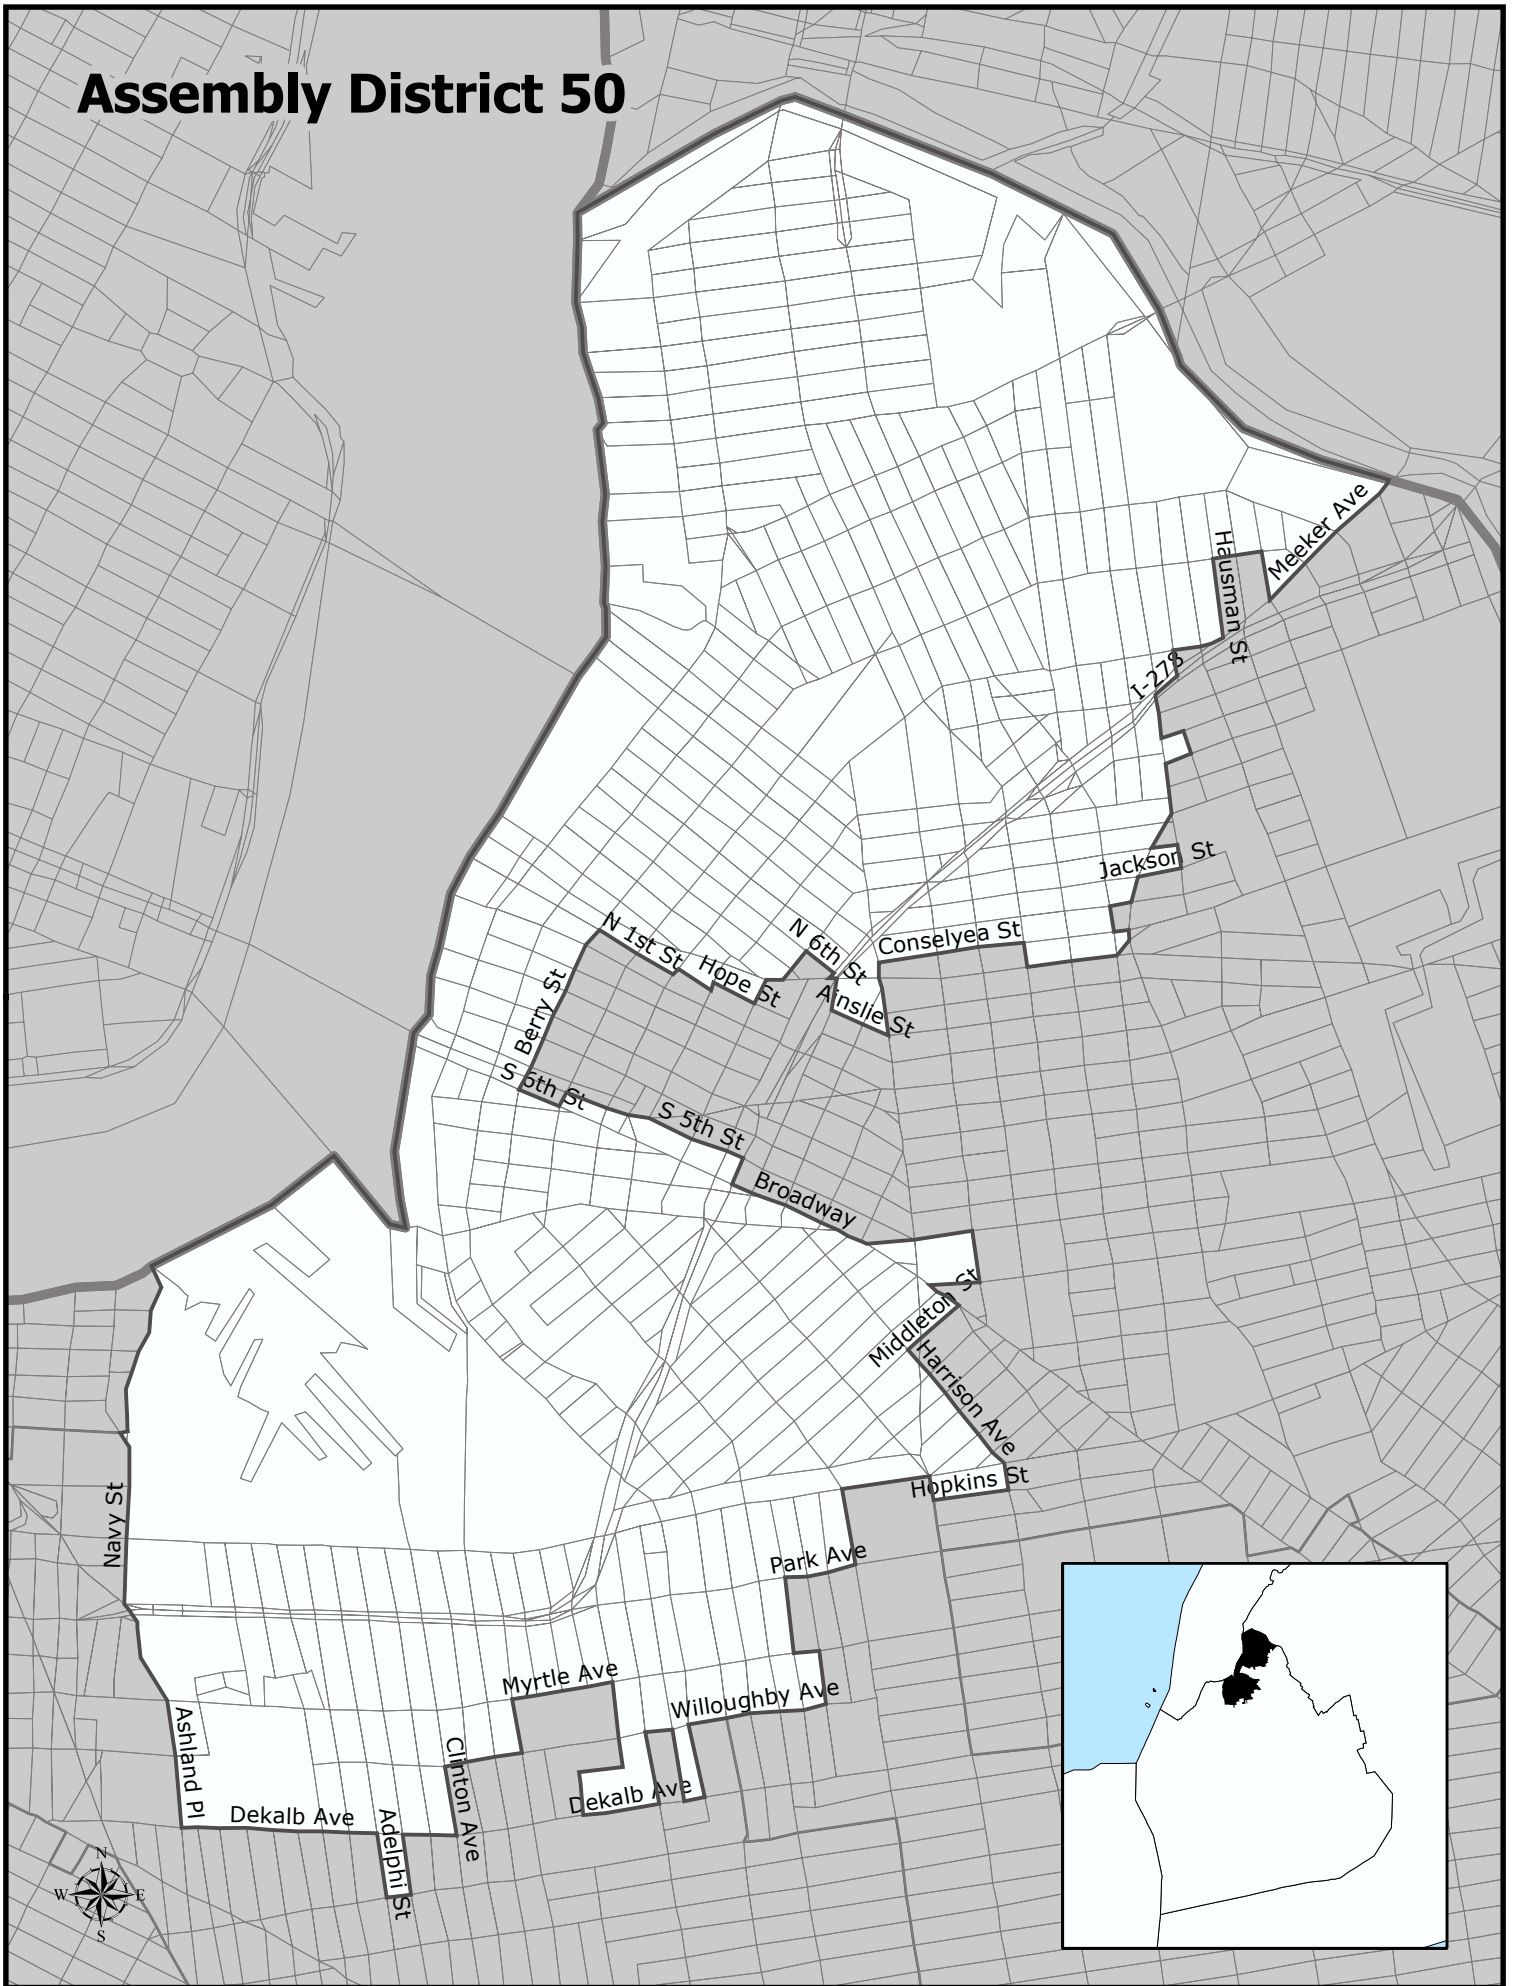 Assembly District 50
Meeker Ave
Hausman St
I-278
Jackson St
N 1st St
N 6th St
Conselyea St
Hope St
Ainslie St
Berry St
S 6th St
S 5th St
Broadway
Middleton St
Harrison Ave
Hopkins St
Navy St
Park Ave
Myrtle Ave
Willoughby Ave
Ashland Pl
Clinton Ave
Dekalb Ave
Dekalb Ave
Adelphi St
N
W
E
S